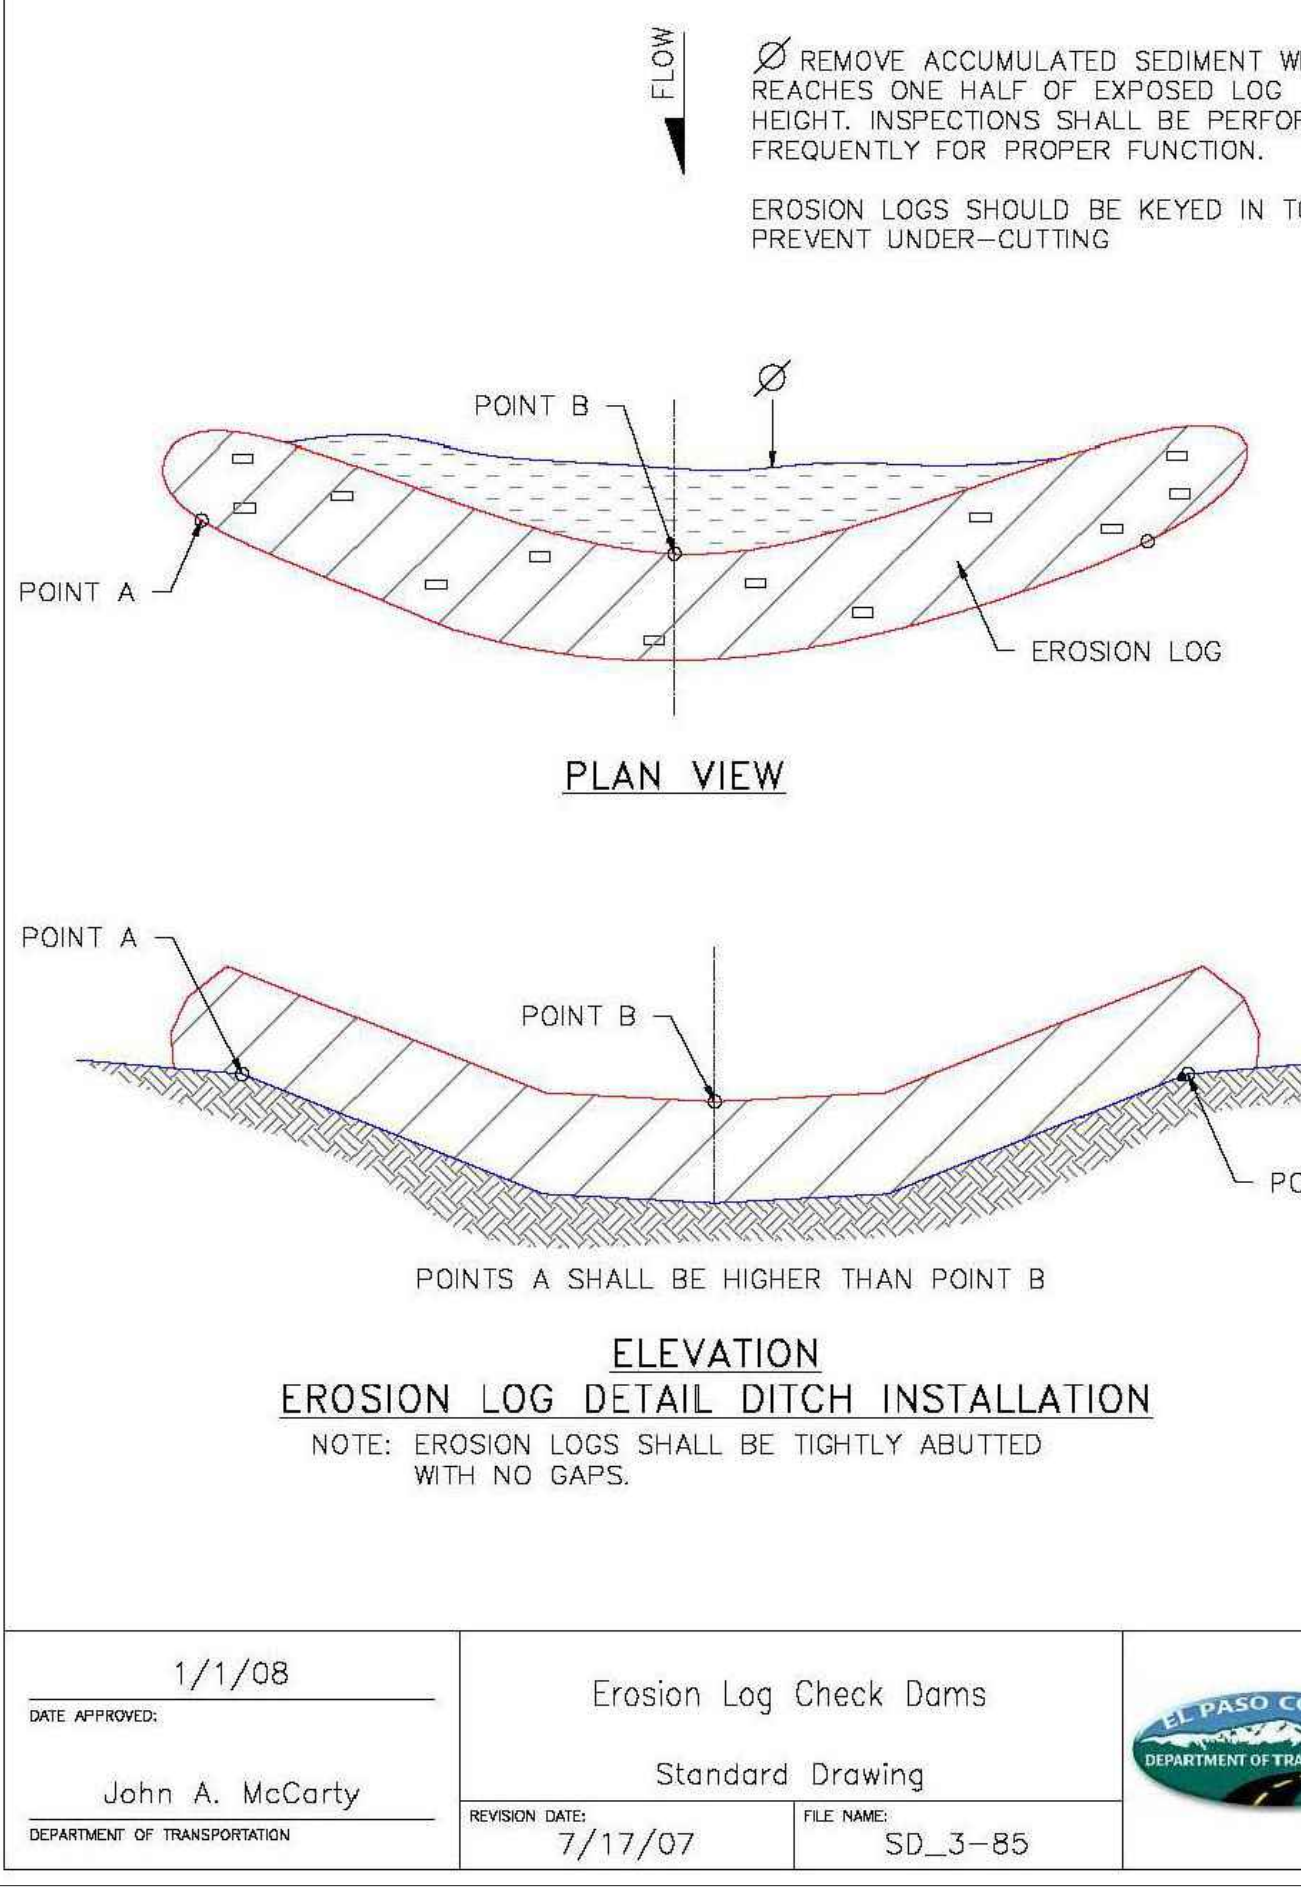 FLOW
Ø REMOVE ACCUMULATED SEDIMENT
REACHES ONE HALF OF EXPOSED LOG
HEIGHT. INSPECTIONS SHALL BE
FREQUENTLY FOR PROPER FUNCTION.
EROSION LOGS SHOULD BE KEYED IN
PREVENT UNDER-CUTTING
Ø
POINT B
POINT A
EROSION LOG
PLAN VIEW
POINT A
POINT B
POINTS A SHALL BE HIGHER THAN POINT B
ELEVATION
EROSION LOG DETAIL DITCH INSTALLATION
NOTE: EROSION LOGS SHALL BE TIGHTLY ABUTTED
WITH NO GAPS.
1/1/08
DATE APPROVED:
John A. McCarty
DEPARTMENT OF TRANSPORTATION
Erosion Log Check Dams
Standard Drawing
REVISION DATE:
7/17/07
FILE NAME:
SD_3-85
EL PASO
DEPARTMENT OF